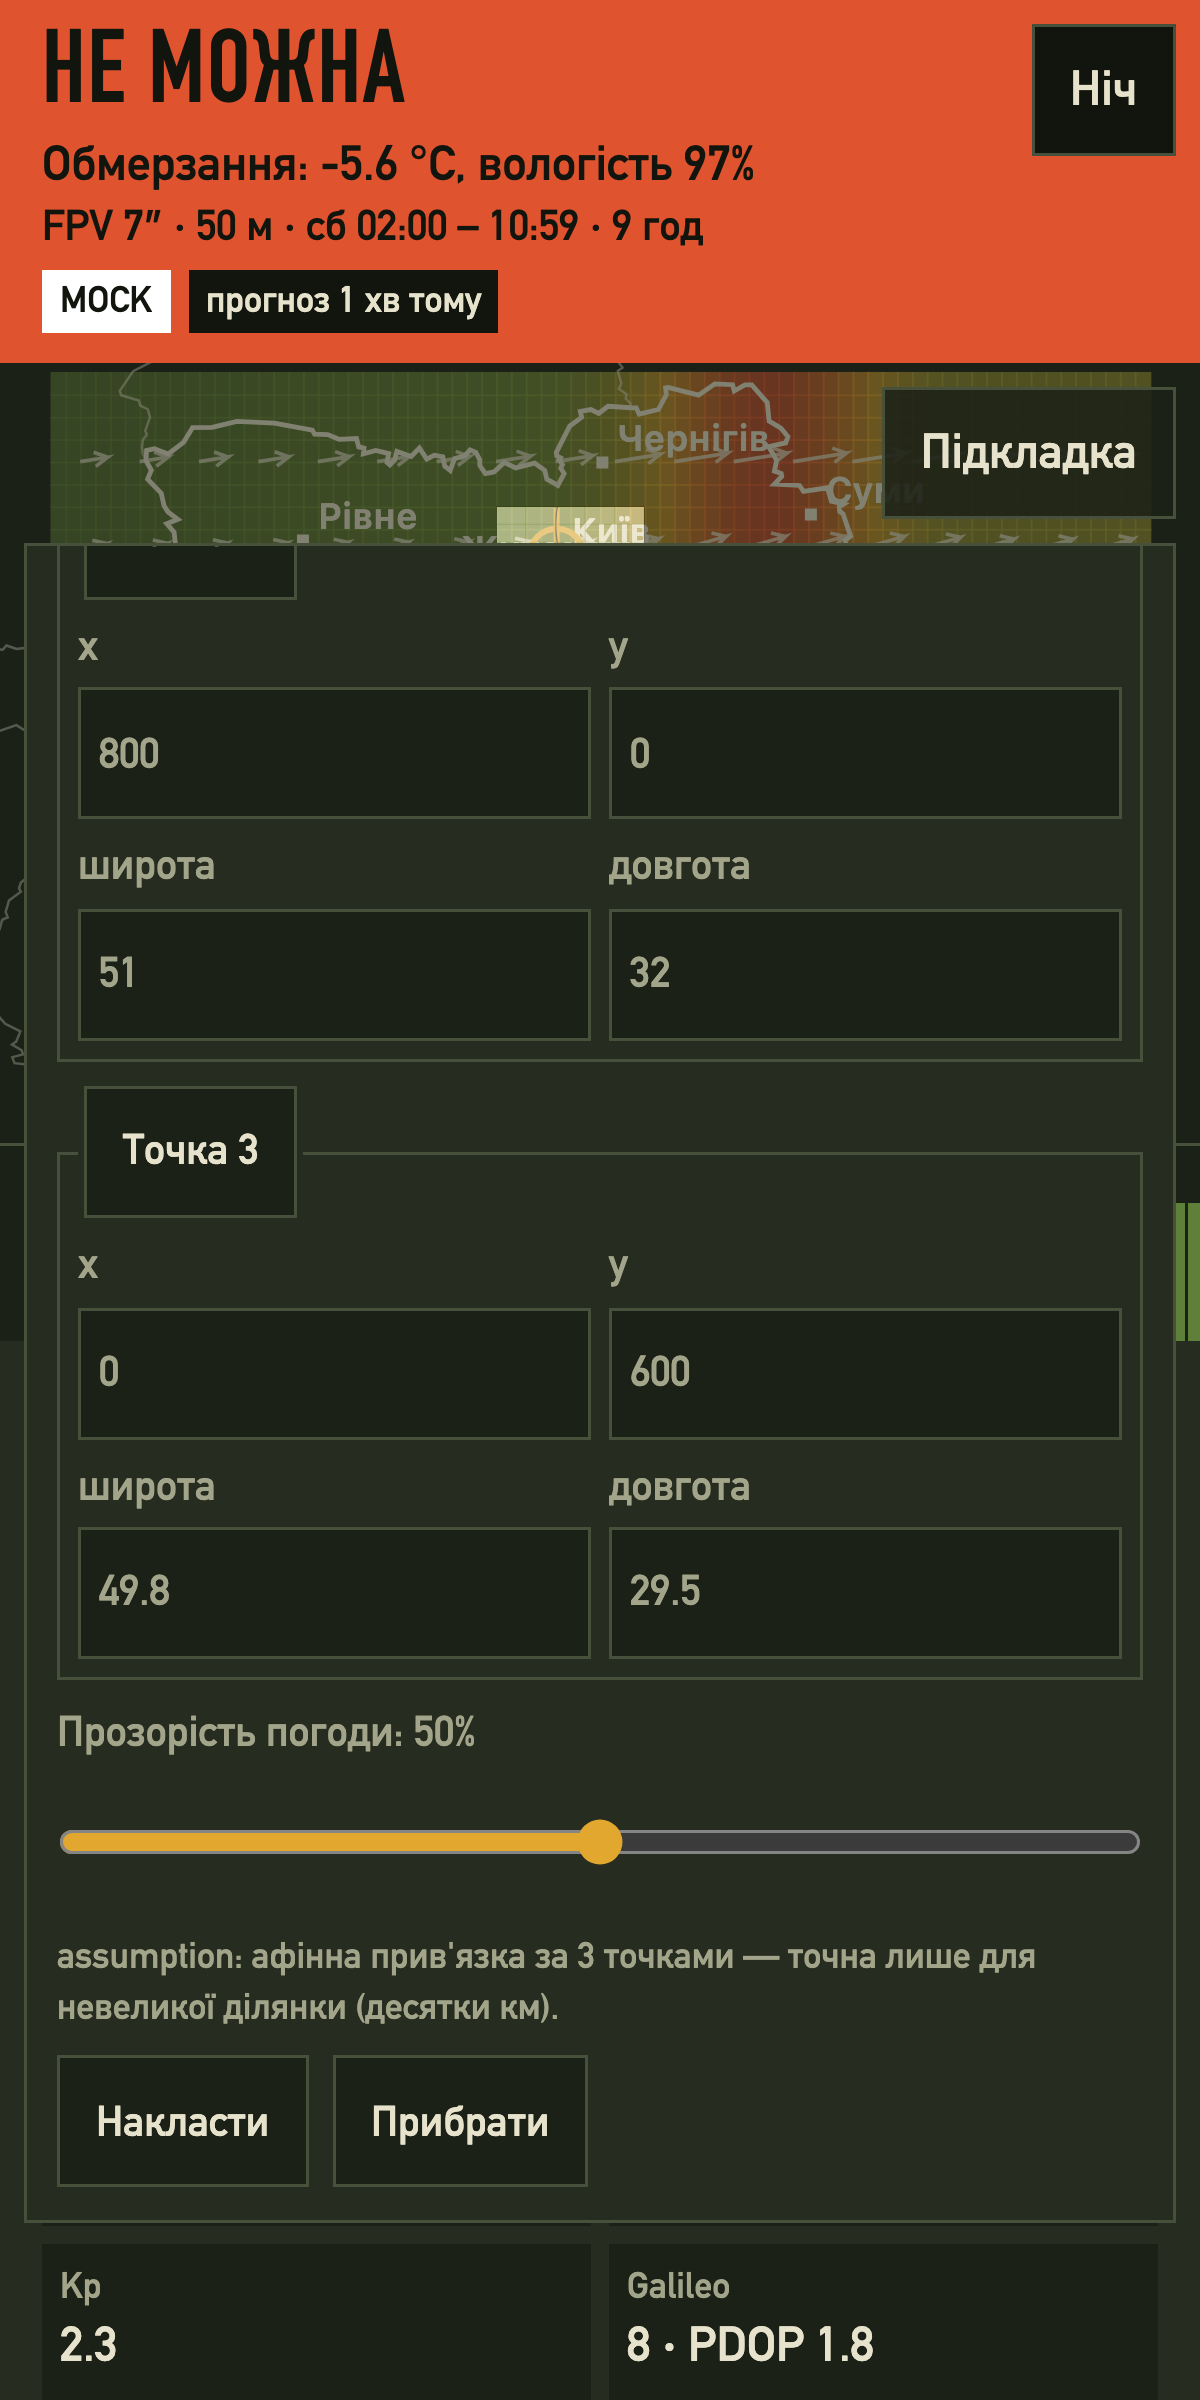 НЕ МОЖНА
Ніч
Обмерзання: -5.6 °C, вологість 97%
FPV 7″ · 50 м · сб 02:00 – 10:59 · 9 год
МОСК
прогноз 1 хв тому
Чернігів
Підкладка
Суми
Рівне
Київ
x
y
800
0
широта
довгота
51
32
Точка 3
x
y
0
600
широта
довгота
49.8
29.5
Прозорість погоди: 50%
assumption: афінна прив'язка за 3 точками — точна лише для
невеликої ділянки (десятки км).
Накласти
Прибрати
Kp
Galileo
2.3
8 · PDOP 1.8